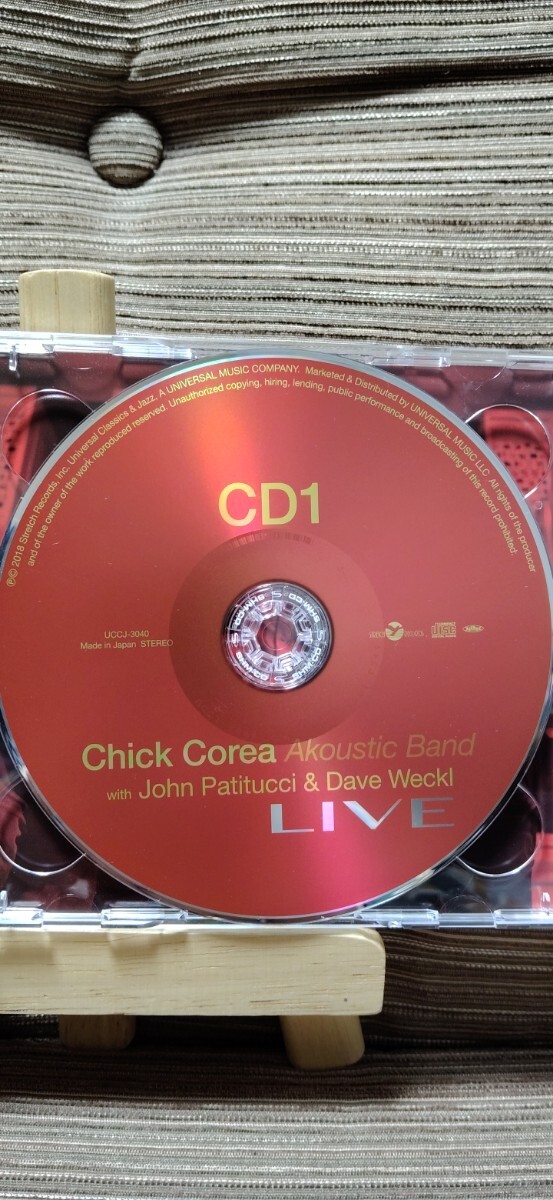 ℗© 2018 Stretch Records, Inc. Universal Classics & Jazz. A UNIVERSAL MUSIC COMPANY. Marketed & Distributed by UNIVERSAL MUSIC LLC. All rights of the producer
and of the owner of the work reproduced reserved. Unauthorized copying, hiring, lending, public performance and broadcasting of this record prohibited.
CD1
UCCJ-3040
Made in Japan STEREO
Chick Corea Akoustic Band
with John Patitucci & Dave Weckl
LIVE